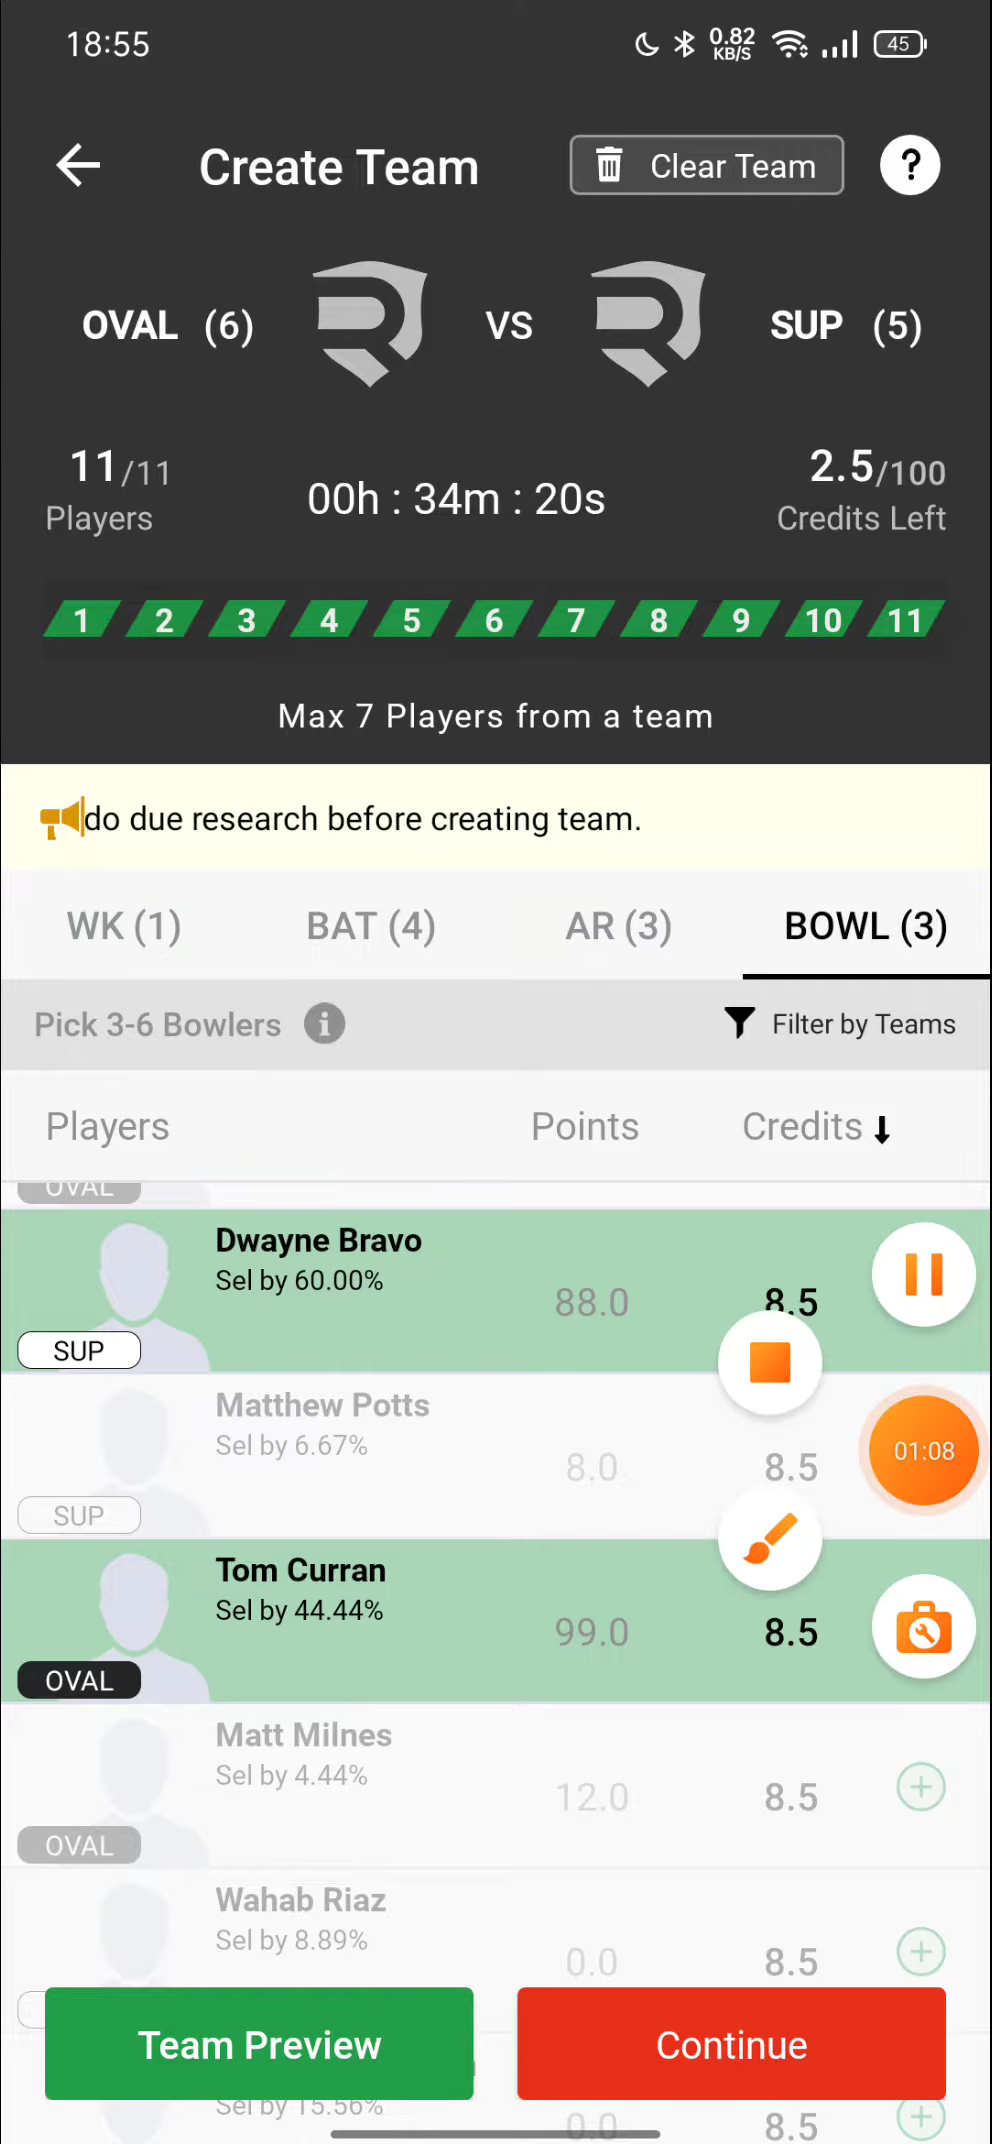 18:55
0.82
KB/S
45
Create Team
Clear Team
?
OVAL (6)
VS
SUP (5)
11/11
Players
00h : 34m : 20s
2.5/100
Credits Left
1 2 3 4 5 6 7 8 9 10 11
Max 7 Players from a team
do due research before creating team.
WK (1)
BAT (4)
AR (3)
BOWL (3)
Pick 3-6 Bowlers
i
Filter by Teams
Players
Points
Credits
OVAL
Dwayne Bravo
Sel by 60.00%
88.0
8.5
SUP
Matthew Potts
Sel by 6.67%
8.0
8.5
01:08
SUP
Tom Curran
Sel by 44.44%
99.0
8.5
OVAL
Matt Milnes
Sel by 4.44%
12.0
8.5
OVAL
Wahab Riaz
Sel by 8.89%
0.0
8.5
Team Preview
Continue
Sel by 15.56%
0.0
8.5